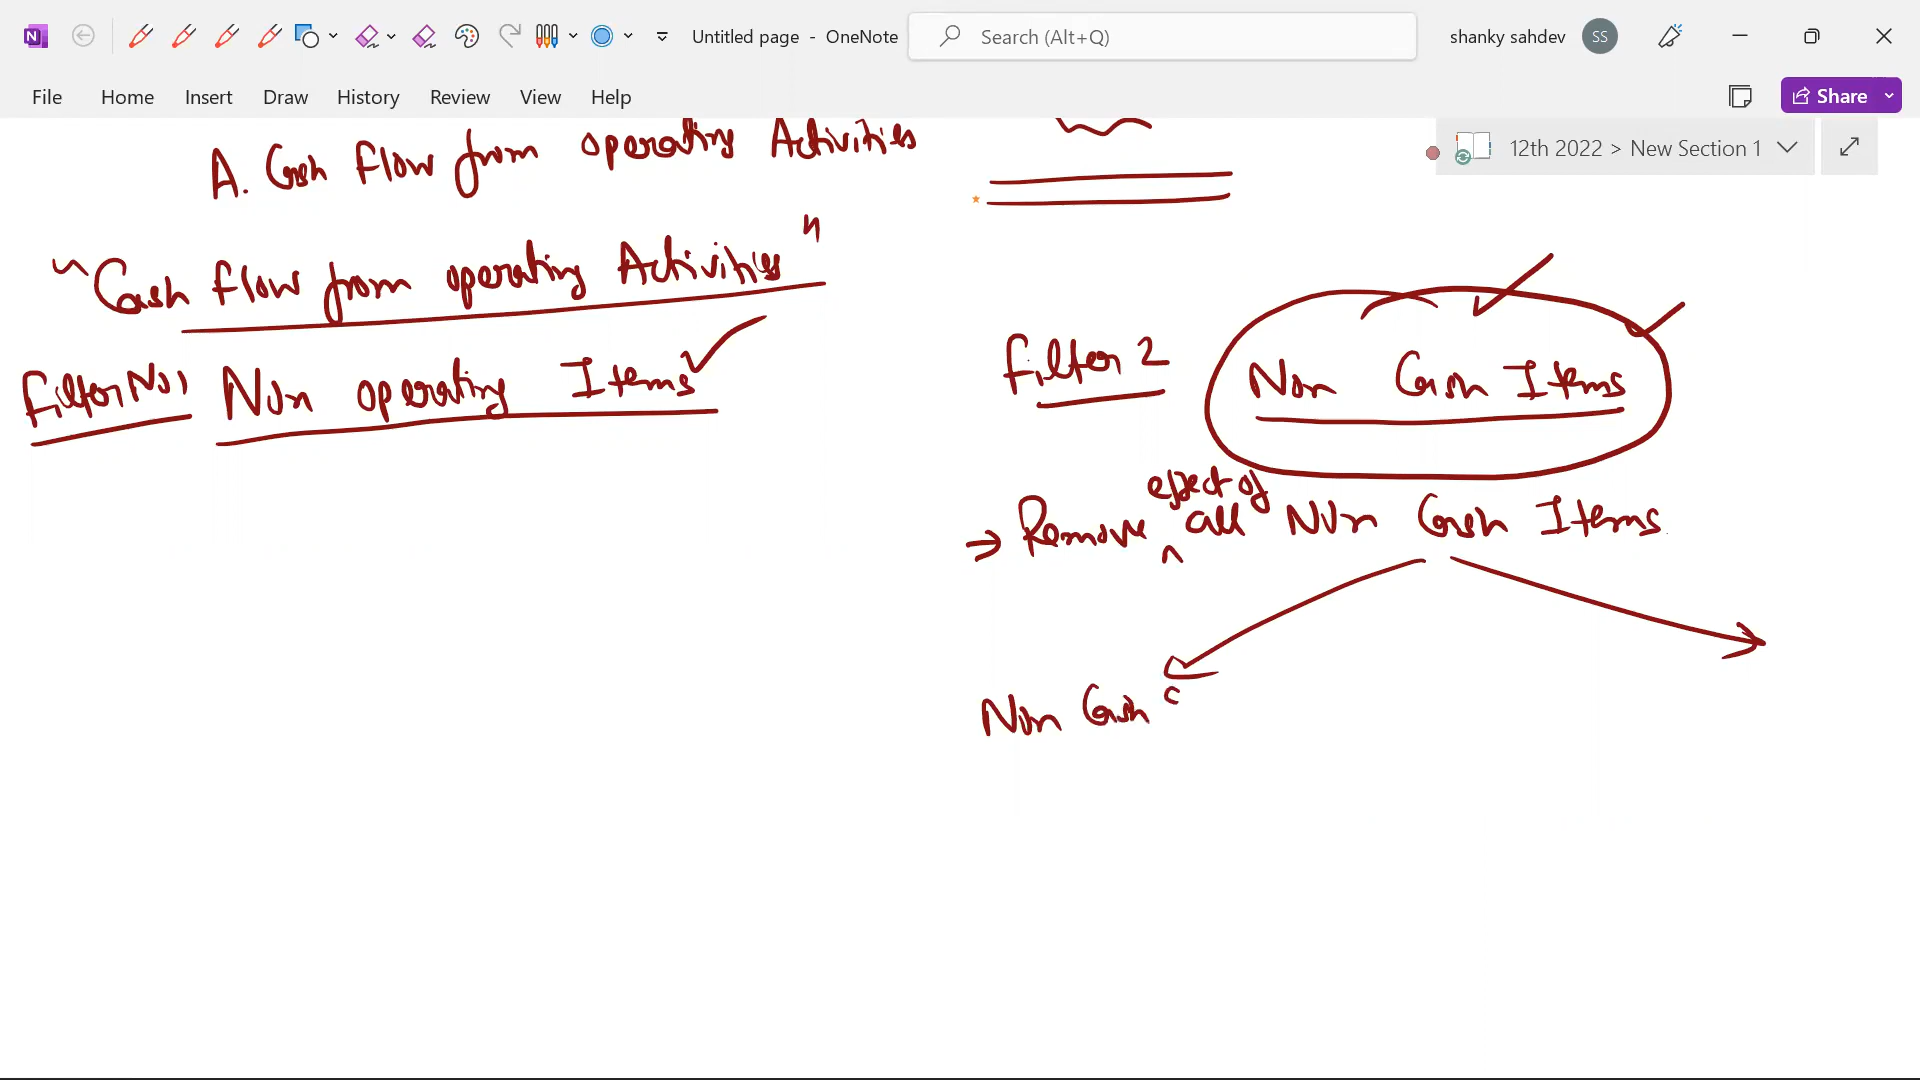 Untitled page - OneNote
Search (Alt+Q)
shanky sahdev
SS
File Home Insert Draw History Review View Help
Share
12th 2022 > New Section 1
A. Cash Flow from operating Activities
"Cash Flow from operating Activities"
Filter No 1 Non operating Items
Filter 2 Non Cash Items
→ Remove effect of all Non Cash Items
Non Cash